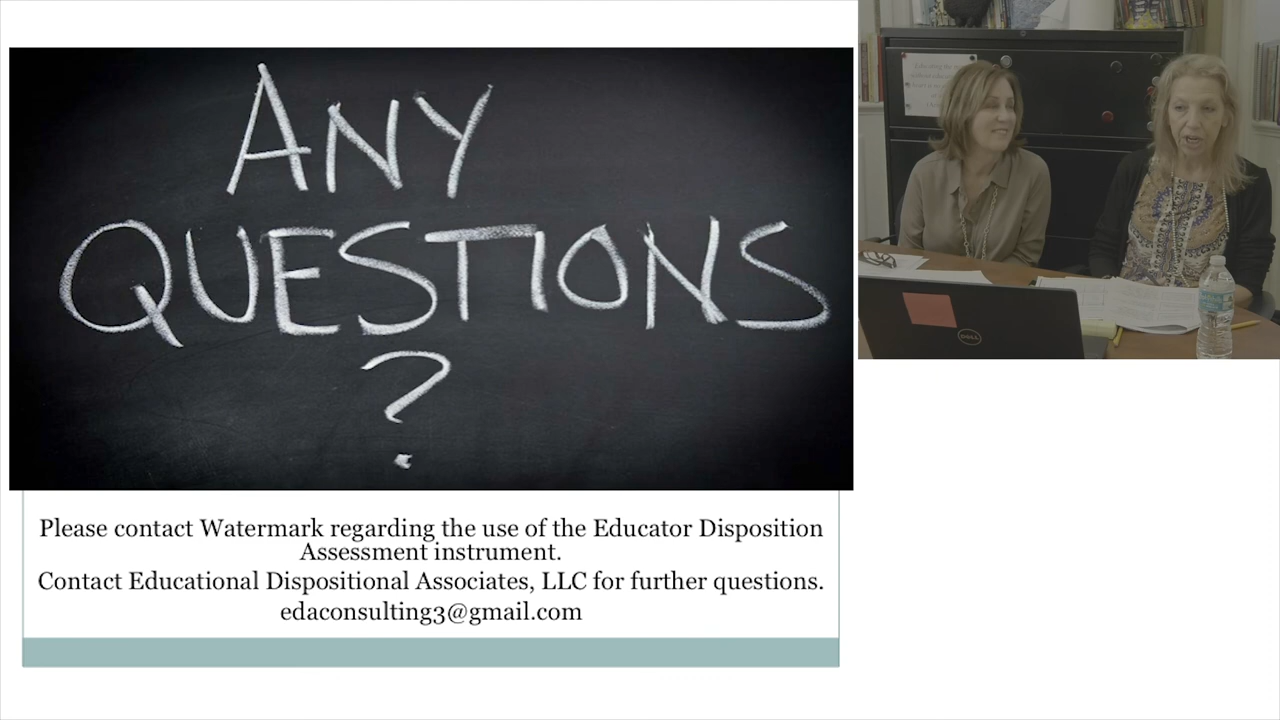 ANY
QUESTIONS
?
Please contact Watermark regarding the use of the Educator Disposition
Assessment instrument.
Contact Educational Dispositional Associates, LLC for further questions.
edaconsulting3@gmail.com
DELL